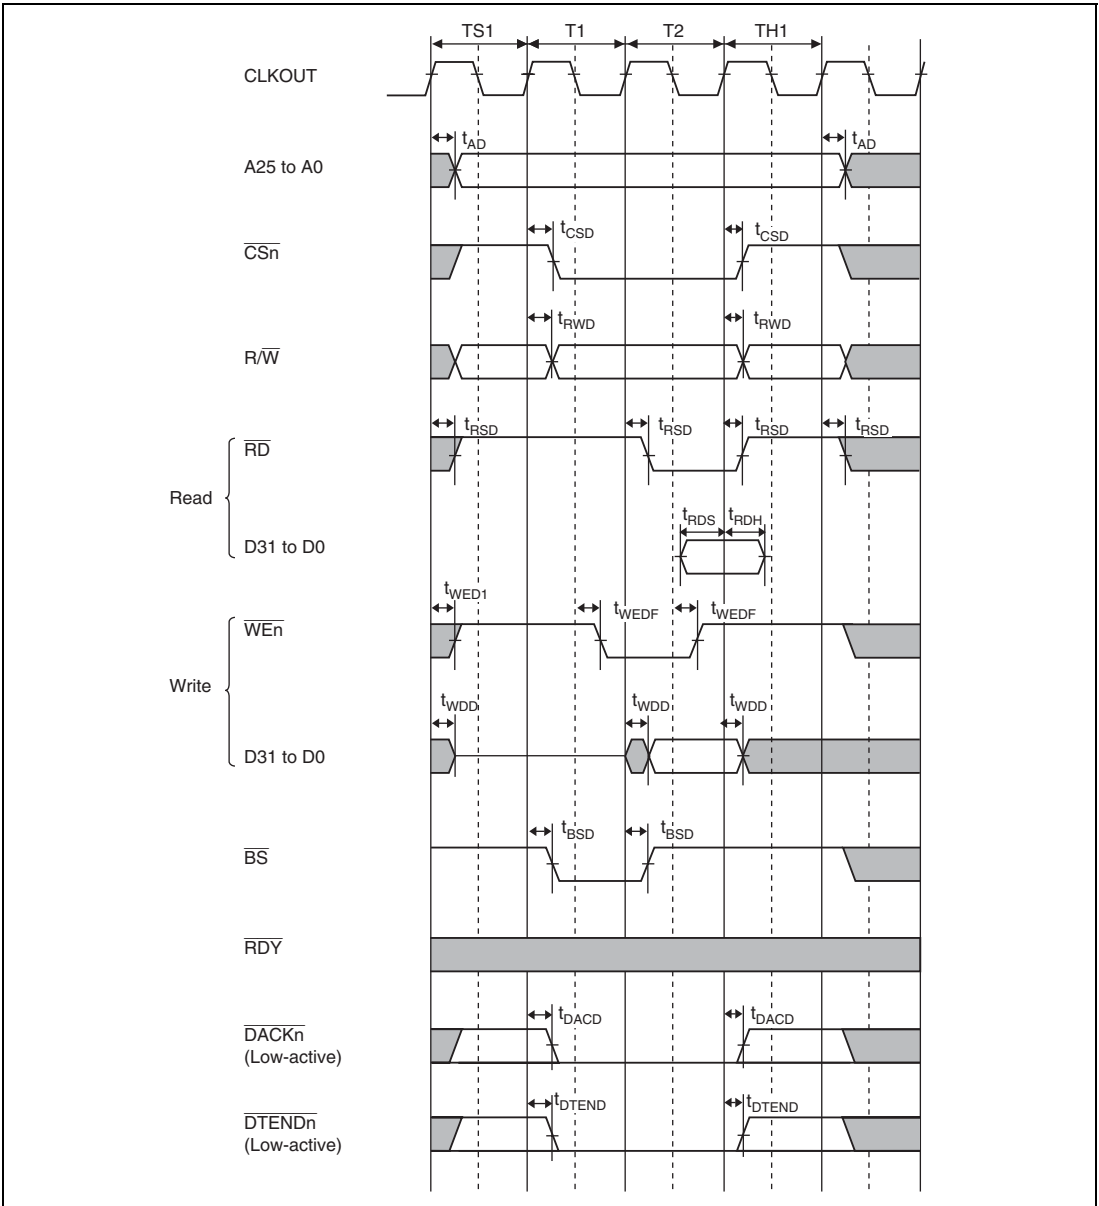 TS1 T1 T2 TH1
CLKOUT
tAD tAD
A25 to A0
tCSD tCSD
CSn
tRWD tRWD
R/W
tRSD tRSD tRSD tRSD
RD
Read
tRDS tRDH
D31 to D0
tWED1
tWEDF tWEDF
WEn
Write
tWDD tWDD tWDD
D31 to D0
tBSD tBSD
BS
RDY
tDACD tDACD
DACKn
(Low-active)
tDTEND tDTEND
DTENDn
(Low-active)